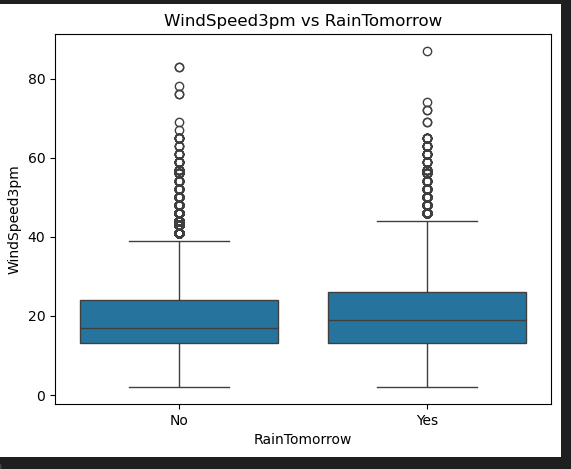 WindSpeed3pm vs RainTomorrow
80
60
40
20
0
WindSpeed3pm
No
Yes
RainTomorrow